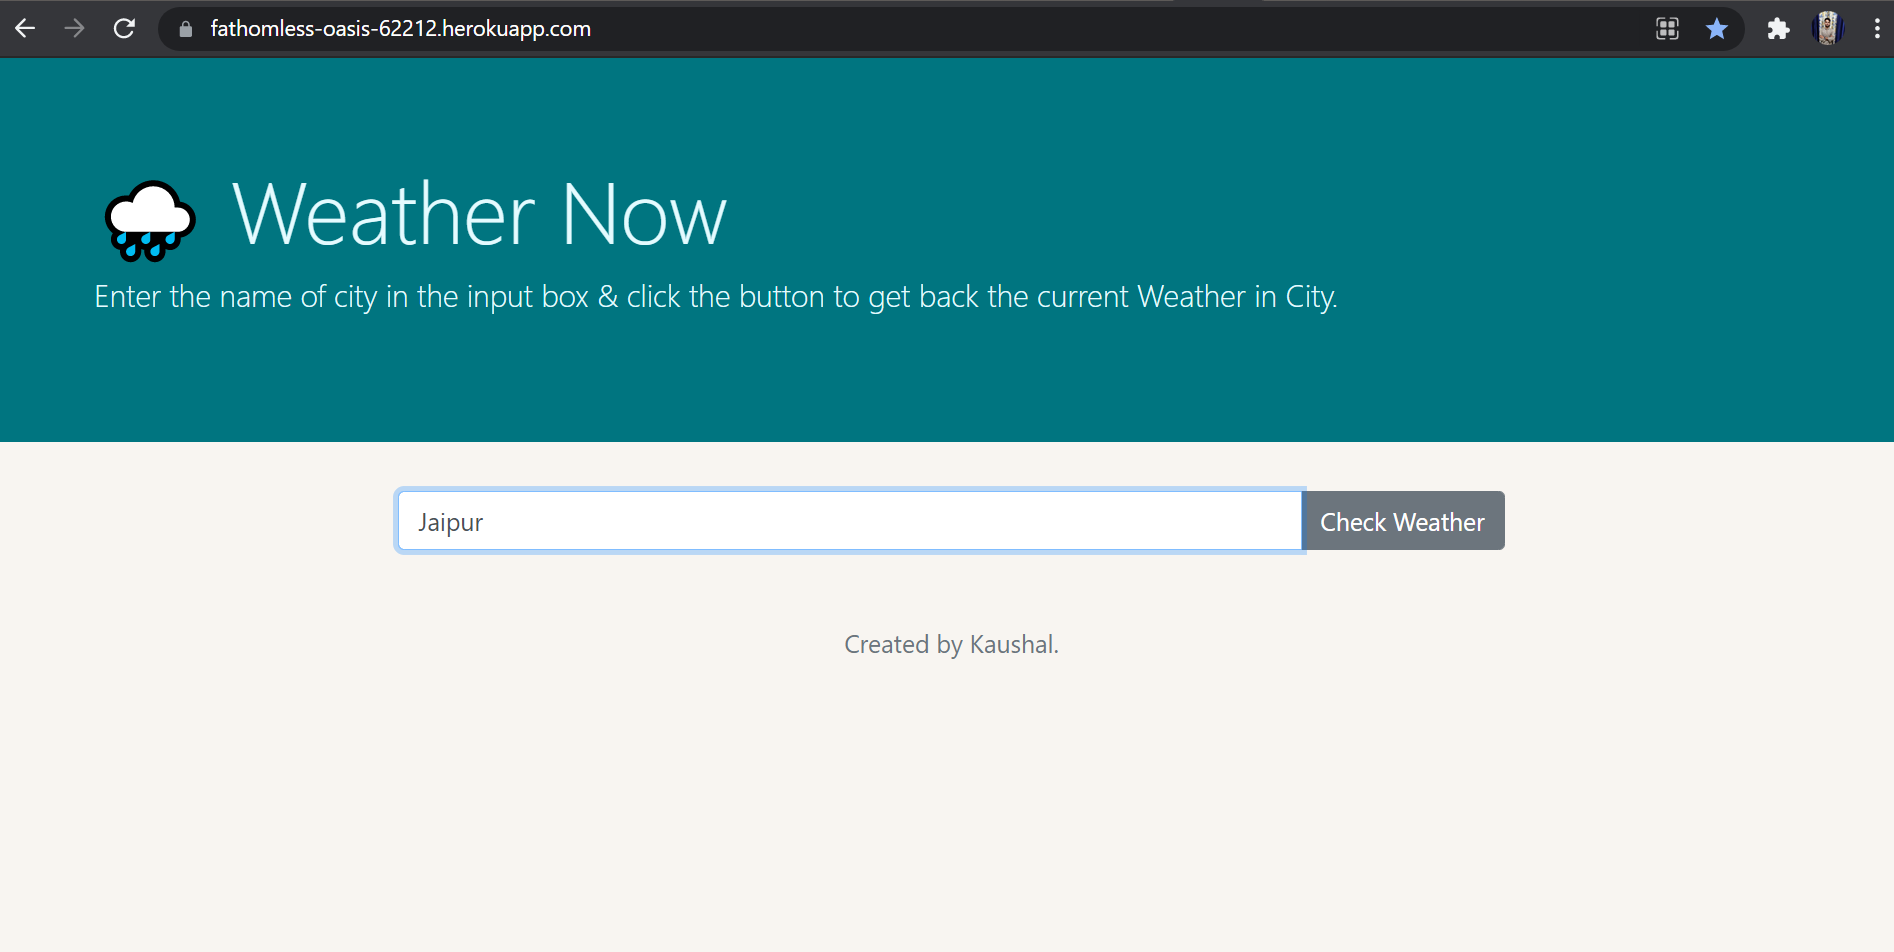 fathomless-oasis-62212.herokuapp.com
Weather Now
Enter the name of city in the input box & click the button to get back the current Weather in City.
Jaipur
Check Weather
Created by Kaushal.